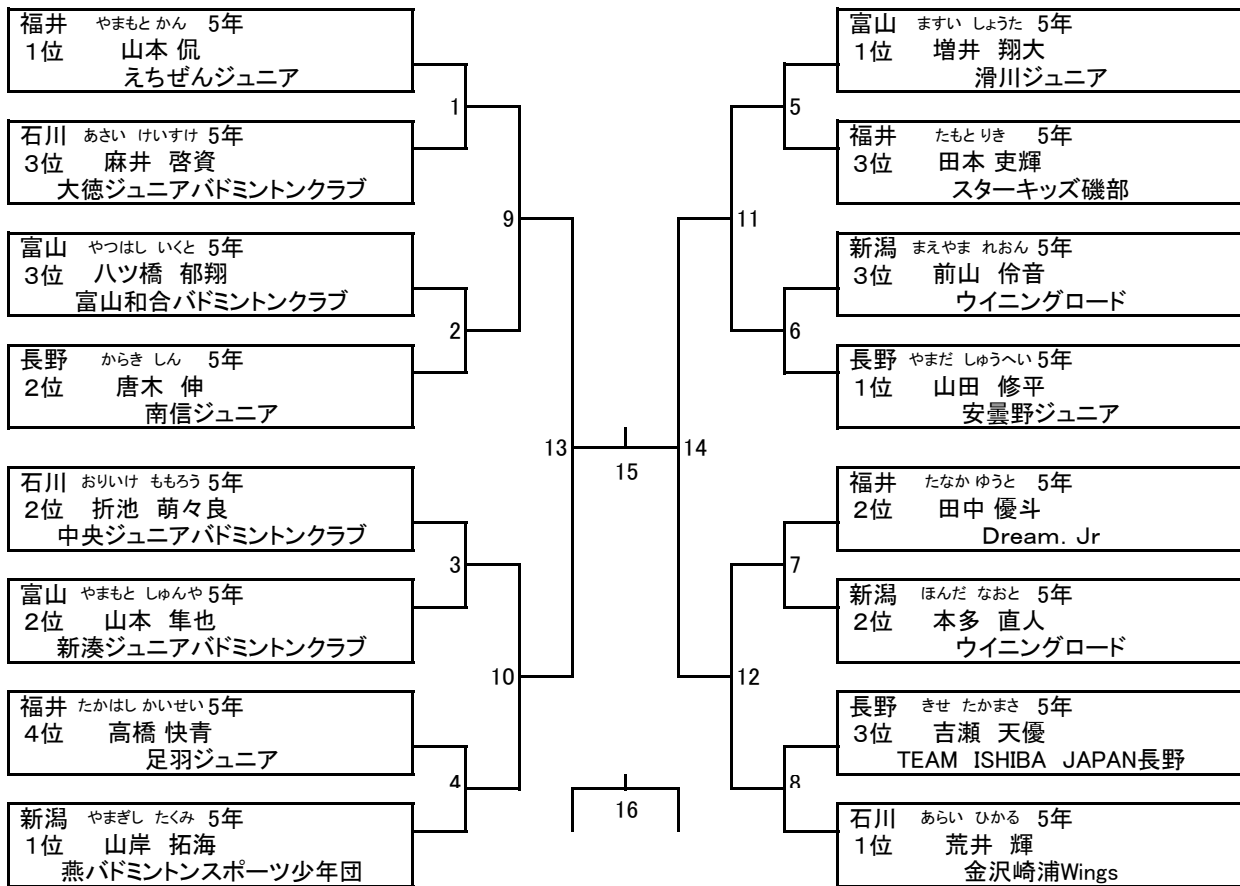 福井 やまもと かん 5年
1位 山本 侃
えちぜんジュニア
石川 あさい けいすけ 5年
3位 麻井 啓資
大徳ジュニアバドミントンクラブ
富山 やつはし いくと 5年
3位 八ツ橋 郁翔
富山和合バドミントンクラブ
長野 からき しん 5年
2位 唐木 伸
南信ジュニア
石川 おりいけ ももろう 5年
2位 折池 萌々良
中央ジュニアバドミントンクラブ
富山 やまもと しゅんや 5年
2位 山本 隼也
新湊ジュニアバドミントンクラブ
福井 たかはし かいせい 5年
4位 高橋 快青
足羽ジュニア
新潟 やまぎし たくみ 5年
1位 山岸 拓海
燕バドミントンスポーツ少年団
1
2
3
4
9
10
13
15
16
14
11
12
5
6
7
8
富山 ますい しょうた 5年
1位 増井 翔大
滑川ジュニア
福井 たもと りき 5年
3位 田本 吏輝
スターキッズ磯部
新潟 まえやま れおん 5年
3位 前山 伶音
ウイニングロード
長野 やまだ しゅうへい 5年
1位 山田 修平
安曇野ジュニア
福井 たなか ゆうと 5年
2位 田中 優斗
Dream．Jr
新潟 ほんだ なおと 5年
2位 本多 直人
ウイニングロード
長野 きせ たかまさ 5年
3位 吉瀬 天優
TEAM ISHIBA JAPAN長野
石川 あらい ひかる 5年
1位 荒井 輝
金沢崎浦Wings